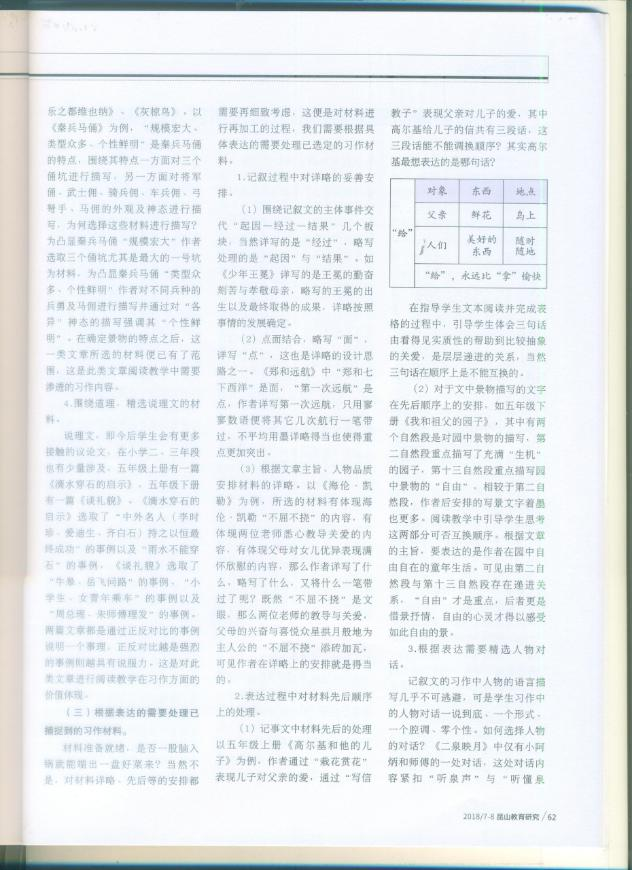 乐之都维也纳》、《灰椋鸟》，以
《秦兵马俑》为例，“规模宏大、
类型众多、个性鲜明”是秦兵马俑
的特点，围绕其特点一方面对三个
俑坑进行描写，另一方面对将军
俑、武士俑、骑兵俑、车兵俑、弓
弩手、马俑的外观及神态进行描
写，为何选择这些材料进行描写？
为凸显秦兵马俑“规模宏大”作者
选取三个俑坑尤其是最大的一号坑
为材料，为凸显秦兵马俑“类型众
多、个性鲜明”作者对不同兵种的
兵勇及马俑进行描写并通过对“各
异”神态的描写强调其“个性鲜
明”。在确定景物的特点之后，这
一类文章所选的材料便已有了范
围，这是此类文章阅读教学中需要
渗透的习作内容。
4.围绕道理，精选说理文的材
料。
说理文，即今后学生会有更多
接触的议论文，在小学二、三年段
也有少量涉及，五年级上册有一篇
《滴水穿石的启示》，五年级下册
有一篇《谈礼貌》。《滴水穿石的
启示》选取了“中外名人（李时
珍、爱迪生、齐白石）持之以恒最
终成功”的事例以及“雨水不能穿
石”的事例，《谈礼貌》选取了
“牛皋、岳飞问路”的事例、“小
学生、女青年乘车”的事例以及
“周总理、朱师傅理发”的事例。
两篇文章都是通过正反对比的事例
说明一个事理，正反对比越是强烈
的事例则越具有说服力。这是对此
类文章进行阅读教学在习作方面的
价值体现。
（三）根据表达的需要处理已
捕捉到的习作材料。
材料准备就绪，是否一股脑入
锅就能端出一盘好菜来？当然不
是，对材料详略、先后等的安排都
需要再细致考虑，这便是对材料进
行再加工的过程，我们需要根据具
体表达的需要处理已选定的习作材
料。
1.记叙过程中对详略的妥善安
排。
（1）围绕记叙文的主体事件交
代“起因—经过—结果”几个板
块，当然详写的是“经过”，略写
处理的是“起因”与“结果”。如
《少年王冕》详写的是王冕的勤奋
刻苦与孝敬母亲，略写的王冕的出
生以及最终取得的成果，详略按照
事情的发展确定。
（2）点面结合，略写“面”，
详写“点”，这也是详略的设计思
路之一。《郑和远航》中“郑和七
下西洋”是面，“第一次远航”是
点，作者详写第一次远航，只用寥
寥数语便将其它几次航行一笔带
过，不平均用墨详略得当也使得重
点更加突出。
（3）根据文章主旨、人物品质
安排材料的详略。以《海伦·凯
勒》为例，所选的材料有体现海
伦·凯勒“不屈不挠”的内容，有
体现两位老师悉心教导关爱的内
容，有体现父母对女儿优异表现满
怀欣慰的内容，那么作者详写了什
么，略写了什么，又将什么一笔带
过了呢？既然“不屈不挠”是文
眼，那么两位老师的教导与关爱，
父母的兴奋与喜悦众星拱月般地为
主人公的“不屈不挠”添砖加瓦，
可见作者在详略上的安排就是得当
的。
2.表达过程中对材料先后顺序
上的处理。
（1）记事文中材料先后的处理
以五年级上册《高尔基和他的儿
子》为例，作者通过“栽花赏花”
表现儿子对父亲的爱，通过“写信
教子”表现父亲对儿子的爱，其中
高尔基给儿子的信共有三段话，这
三段话能不能调换顺序？其实高尔
基最想表达的是哪句话？
“给” 对象 东西 地点
父亲 鲜花 岛上
人们 美好的东西 随时随地
“给”，永远比“拿”愉快
在指导学生文本阅读并完成表
格的过程中，引导学生体会三句话
由看得见实质性的帮助到比较抽象
的关爱，是层层递进的关系，当然
三句话在顺序上是不能互换的。
（2）对于文中景物描写的文字
在先后顺序上的安排，如五年级下
册《我和祖父的园子》，其中有两
个自然段是对园中景物的描写，第
二自然段重点描写了充满“生机”
的园子，第十三自然段重点描写园
中景物的“自由”，相较于第二自
然段，作者后安排的写景文字着墨
也更多。阅读教学中引导学生思考
这两部分可否互换顺序，根据文章
的主旨，要表达的是作者在园中自
由自在的童年生活，可见由第二自
然段与第十三自然段存在递进关
系，“自由”才是重点，后者更是
借景抒情，自由的心灵才得以感受
如此自由的景。
3.根据表达需要精选人物对
话。
记叙文的习作中人物的语言描
写几乎不可逃避，可是学生习作中
的人物对话一说到底、一个形式、
一个腔调、零个性。如何选择人物
的对话？《二泉映月》中仅有小阿
炳和师傅的一处对话，这处对话内
容紧扣“听泉声”与“听懂泉
2018/7-8 昆山教育研究/62